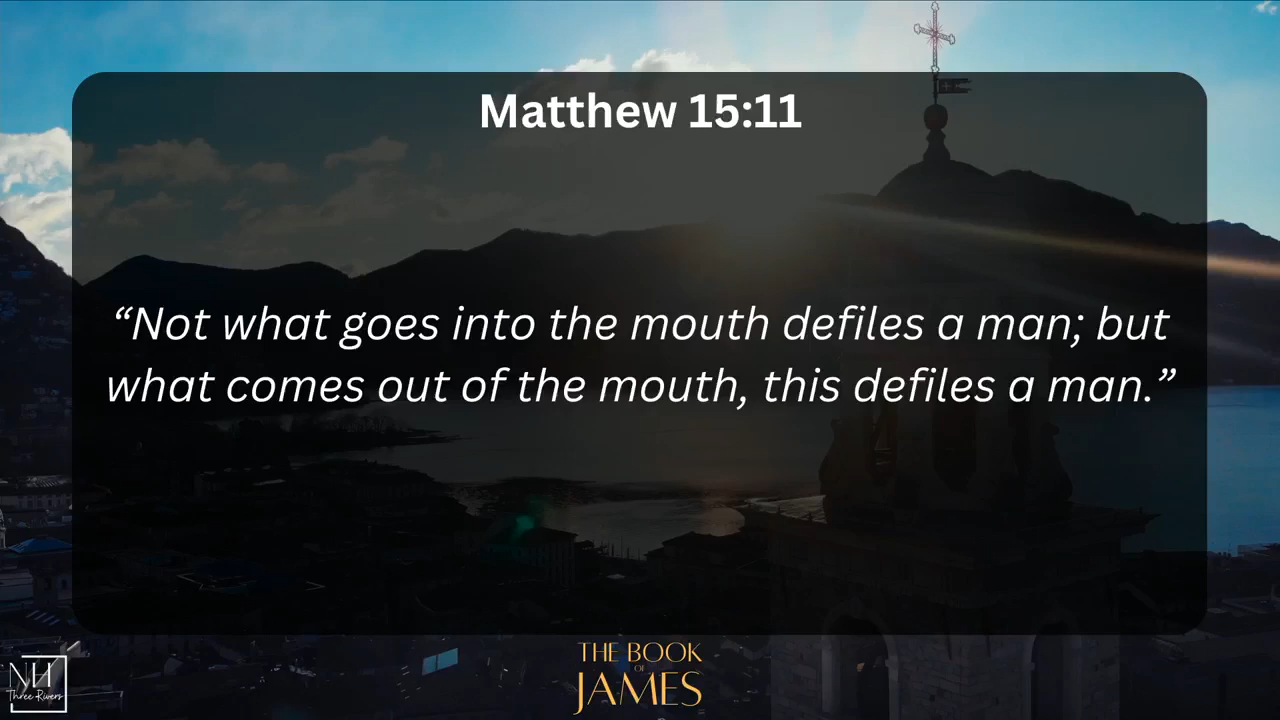 Matthew 15:11
“Not what goes into the mouth defiles a man; but
what comes out of the mouth, this defiles a man.”
NH
Three Rivers
THE BOOK
OF
JAMES